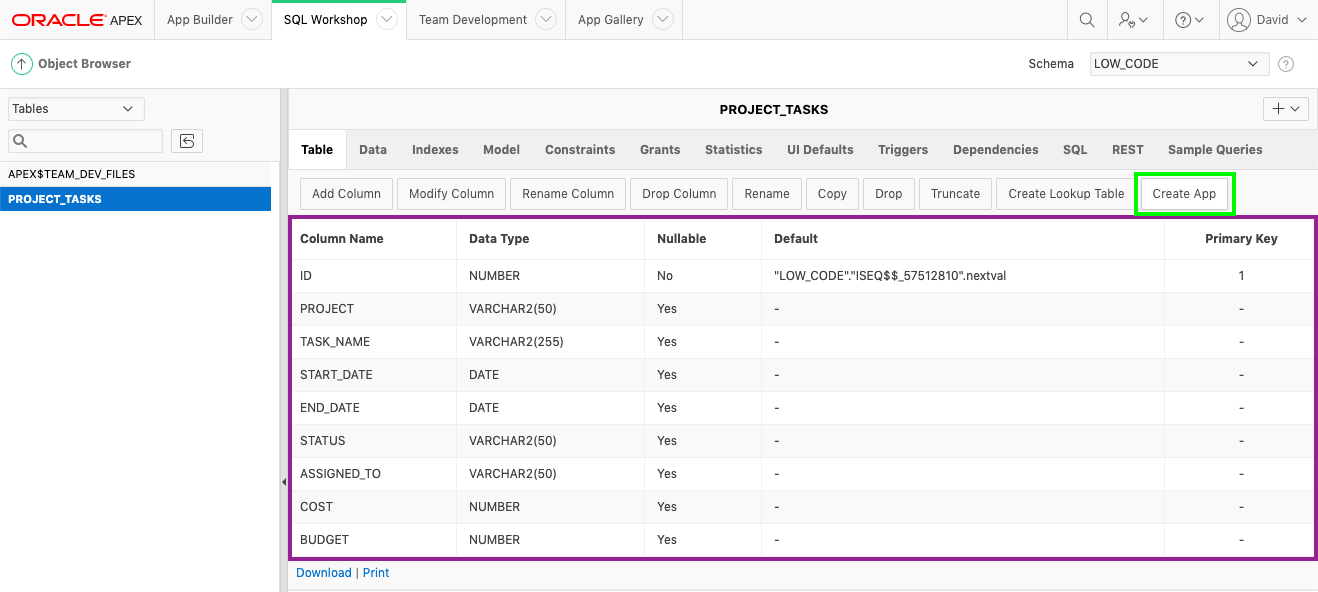 ORACLE APEX App Builder SQL Workshop Team Development App Gallery David
Object Browser Schema LOW_CODE
Tables
PROJECT_TASKS
APEX$TEAM_DEV_FILES
PROJECT_TASKS
Table Data Indexes Model Constraints Grants Statistics UI Defaults Triggers Dependencies SQL REST Sample Queries
Add Column Modify Column Rename Column Drop Column Rename Copy Drop Truncate Create Lookup Table Create App
Column Name Data Type Nullable Default Primary Key
ID NUMBER No "LOW_CODE"."ISEQ$$_57512810".nextval 1
PROJECT VARCHAR2(50) Yes - -
TASK_NAME VARCHAR2(255) Yes - -
START_DATE DATE Yes - -
END_DATE DATE Yes - -
STATUS VARCHAR2(50) Yes - -
ASSIGNED_TO VARCHAR2(50) Yes - -
COST NUMBER Yes - -
BUDGET NUMBER Yes - -
Download | Print